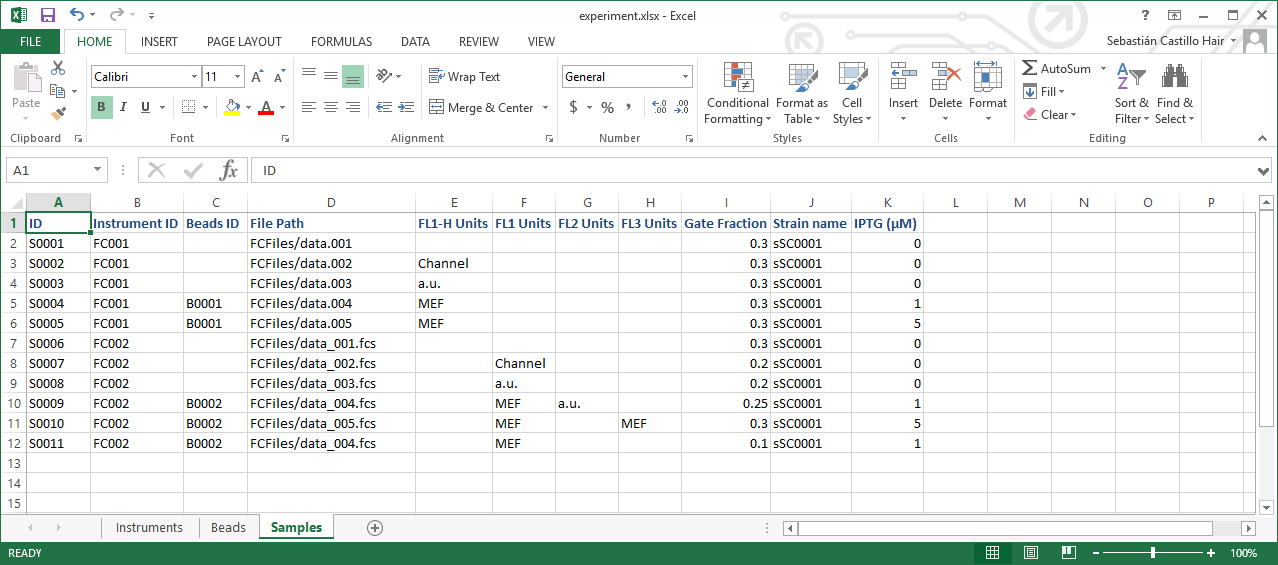 experiment.xlsx - Excel
FILE HOME INSERT PAGE LAYOUT FORMULAS DATA REVIEW VIEW Sebastián Castillo Hair
Paste
Clipboard
Calibri 11
B I U A
Font
Wrap Text
Merge & Center
Alignment
General
$ % ,
Number
Conditional Formatting
Format as Table
Cell Styles
Styles
Insert Delete Format
Cells
AutoSum
Fill
Clear
Sort & Filter
Find & Select
Editing
A1 fx ID
A B C D E F G H I J K L M N O P
1 ID Instrument ID Beads ID File Path FL1-H Units FL1 Units FL2 Units FL3 Units Gate Fraction Strain name IPTG (µM)
2 S0001 FC001 FCFiles/data.001 0.3 sSC0001 0
3 S0002 FC001 FCFiles/data.002 Channel 0.3 sSC0001 0
4 S0003 FC001 FCFiles/data.003 a.u. 0.3 sSC0001 0
5 S0004 FC001 B0001 FCFiles/data.004 MEF 0.3 sSC0001 1
6 S0005 FC001 B0001 FCFiles/data.005 MEF 0.3 sSC0001 5
7 S0006 FC002 FCFiles/data_001.fcs 0.3 sSC0001 0
8 S0007 FC002 FCFiles/data_002.fcs Channel 0.2 sSC0001 0
9 S0008 FC002 FCFiles/data_003.fcs a.u. 0.2 sSC0001 0
10 S0009 FC002 B0002 FCFiles/data_004.fcs MEF a.u. 0.25 sSC0001 1
11 S0010 FC002 B0002 FCFiles/data_005.fcs MEF MEF 0.3 sSC0001 5
12 S0011 FC002 B0002 FCFiles/data_004.fcs MEF 0.1 sSC0001 1
13
14
15
Instruments Beads Samples
READY 100%